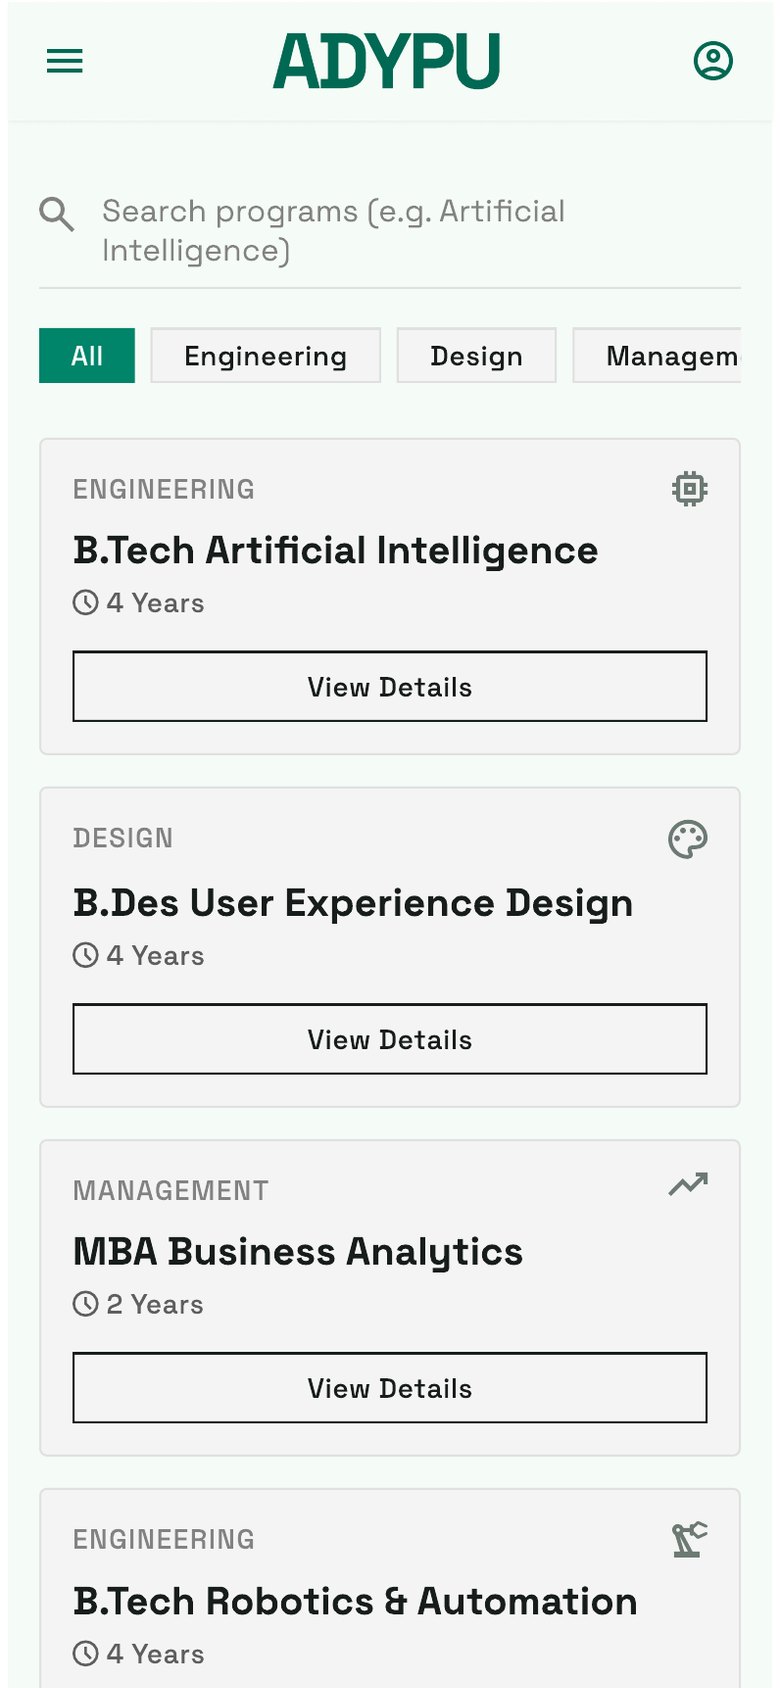 ADYPU
Search programs (e.g. Artificial
Intelligence)
All
Engineering
Design
Managem
ENGINEERING
B.Tech Artificial Intelligence
4 Years
View Details
DESIGN
B.Des User Experience Design
4 Years
View Details
MANAGEMENT
MBA Business Analytics
2 Years
View Details
ENGINEERING
B.Tech Robotics & Automation
4 Years